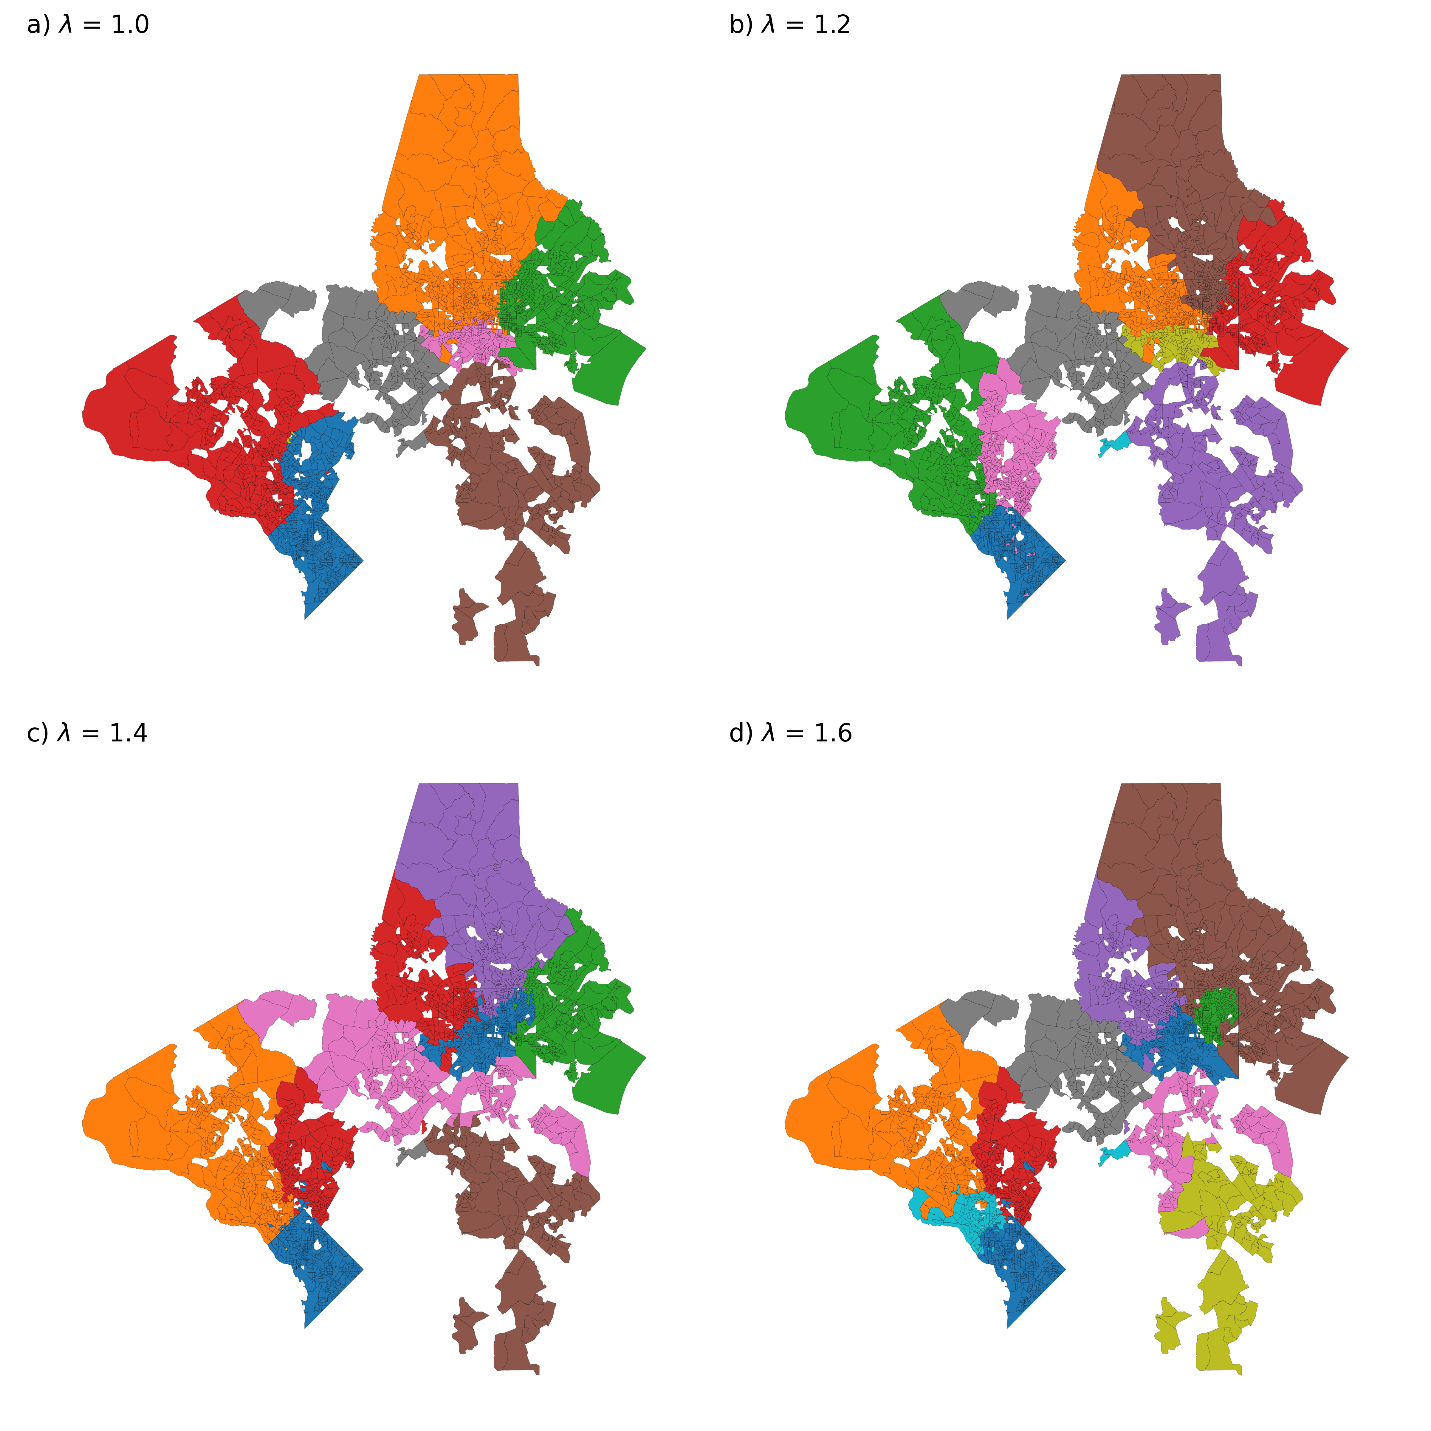 a) λ = 1.0
b) λ = 1.2
c) λ = 1.4
d) λ = 1.6